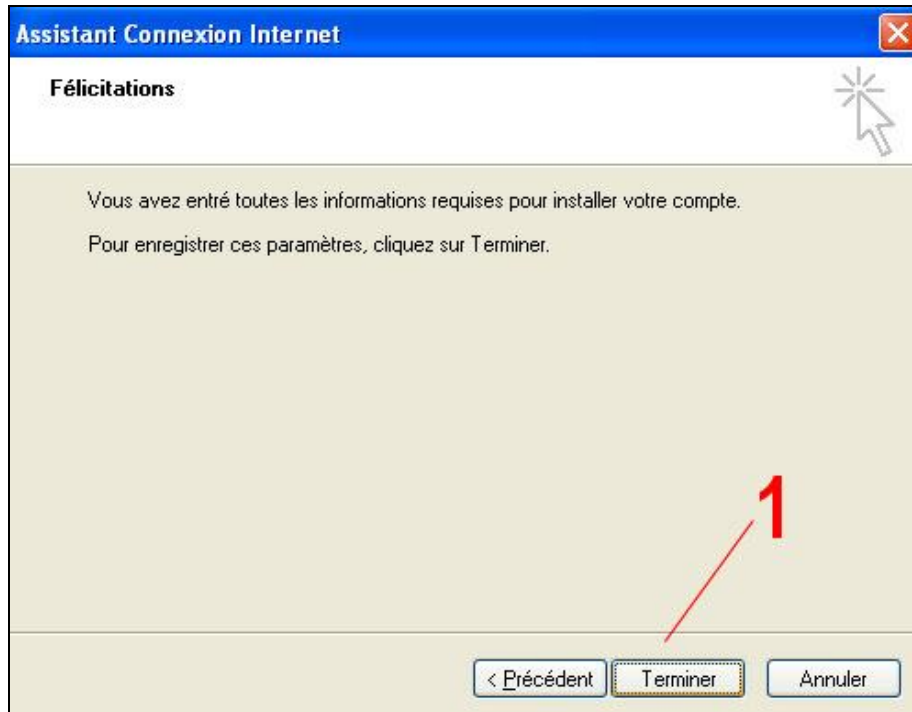 Assistant Connexion Internet
Félicitations
Vous avez entré toutes les informations requises pour installer votre compte.
Pour enregistrer ces paramètres, cliquez sur Terminer.
1
< Précédent Terminer Annuler